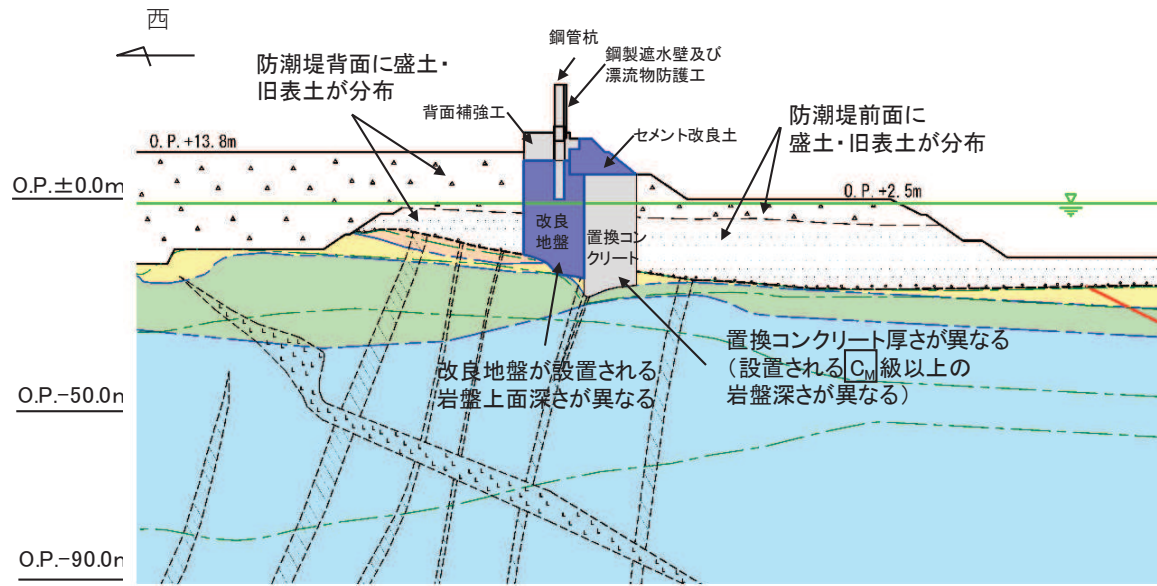 西
鋼管杭
鋼製遮水壁及び
漂流物防護工
防潮堤背面に盛土・
旧表土が分布
背面補強工
セメント改良土
防潮堤前面に
盛土・旧表土が分布
O.P.+13.8m
O.P.±0.0m
O.P.+2.5m
改良
地盤
置換コン
クリート
改良地盤が設置される
岩盤上面深さが異なる
置換コンクリート厚さが異なる
（設置されるCM級以上の
岩盤深さが異なる）
O.P.-50.0m
O.P.-90.0m